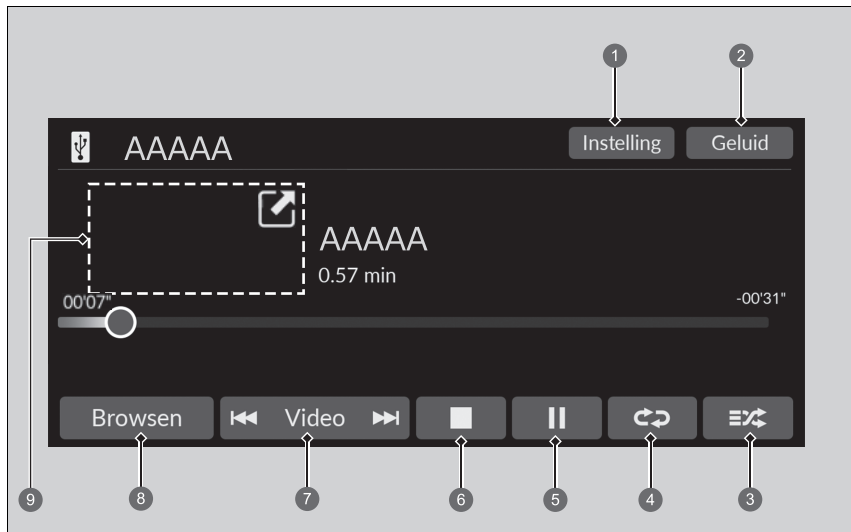 1 2
AAAAA Instelling Geluid
AAAAA
9
0.57 min
00'07" -00'31"
Browsen Video
9 8 7 6 5 4 3